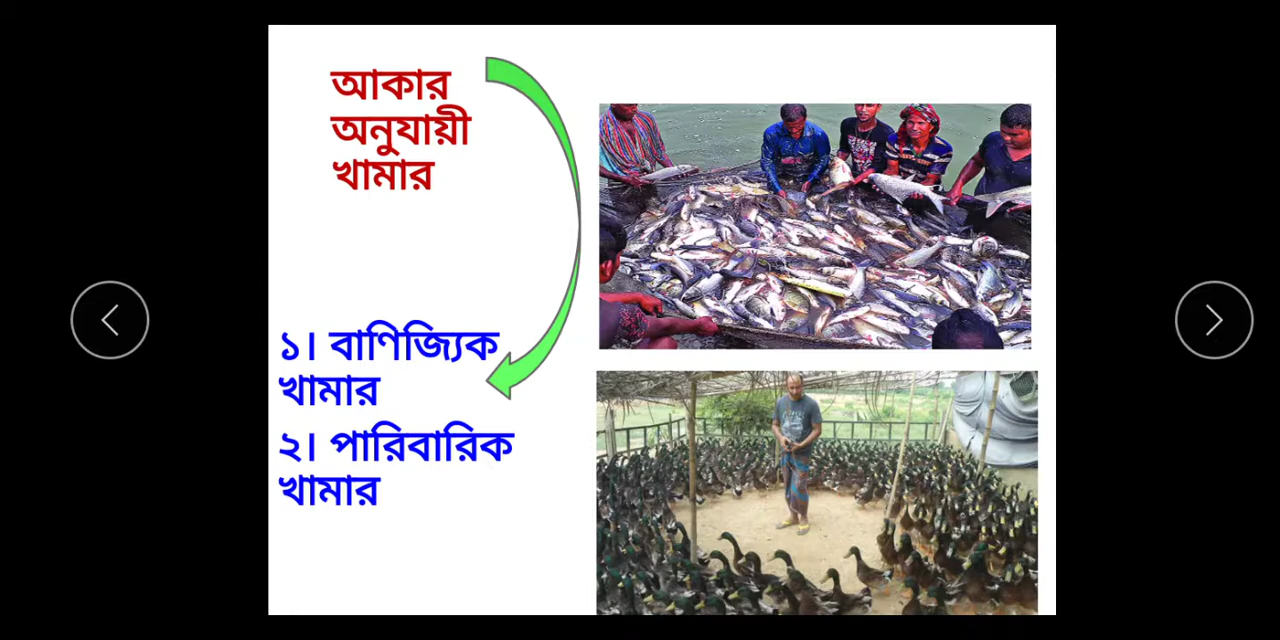 আকার
অনুযায়ী
খামার
১। বাণিজ্যিক
খামার
২। পারিবারিক
খামার